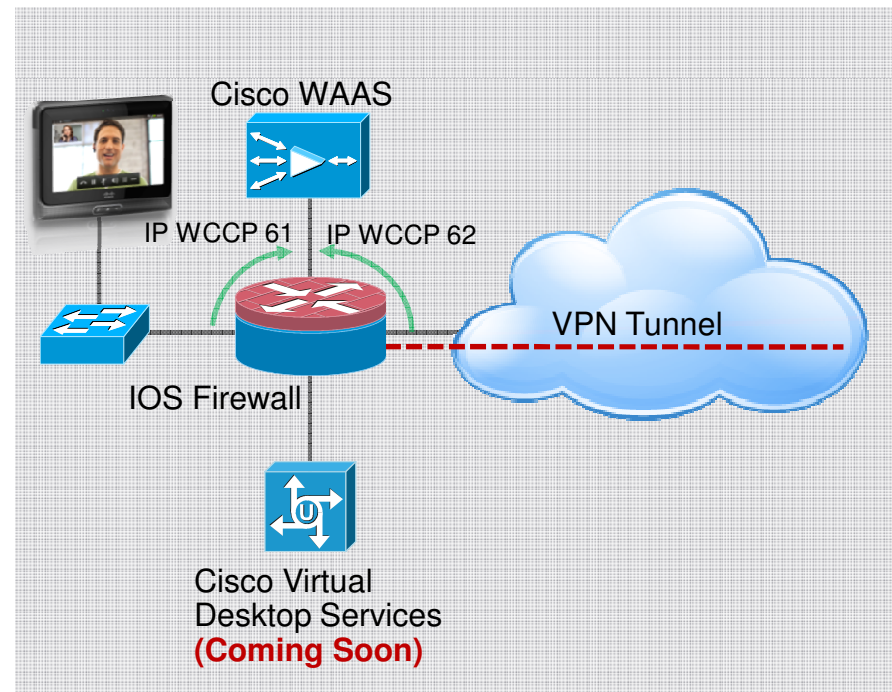 Cisco WAAS
IP WCCP 61
IP WCCP 62
VPN Tunnel
IOS Firewall
U
Cisco Virtual
Desktop Services
(Coming Soon)